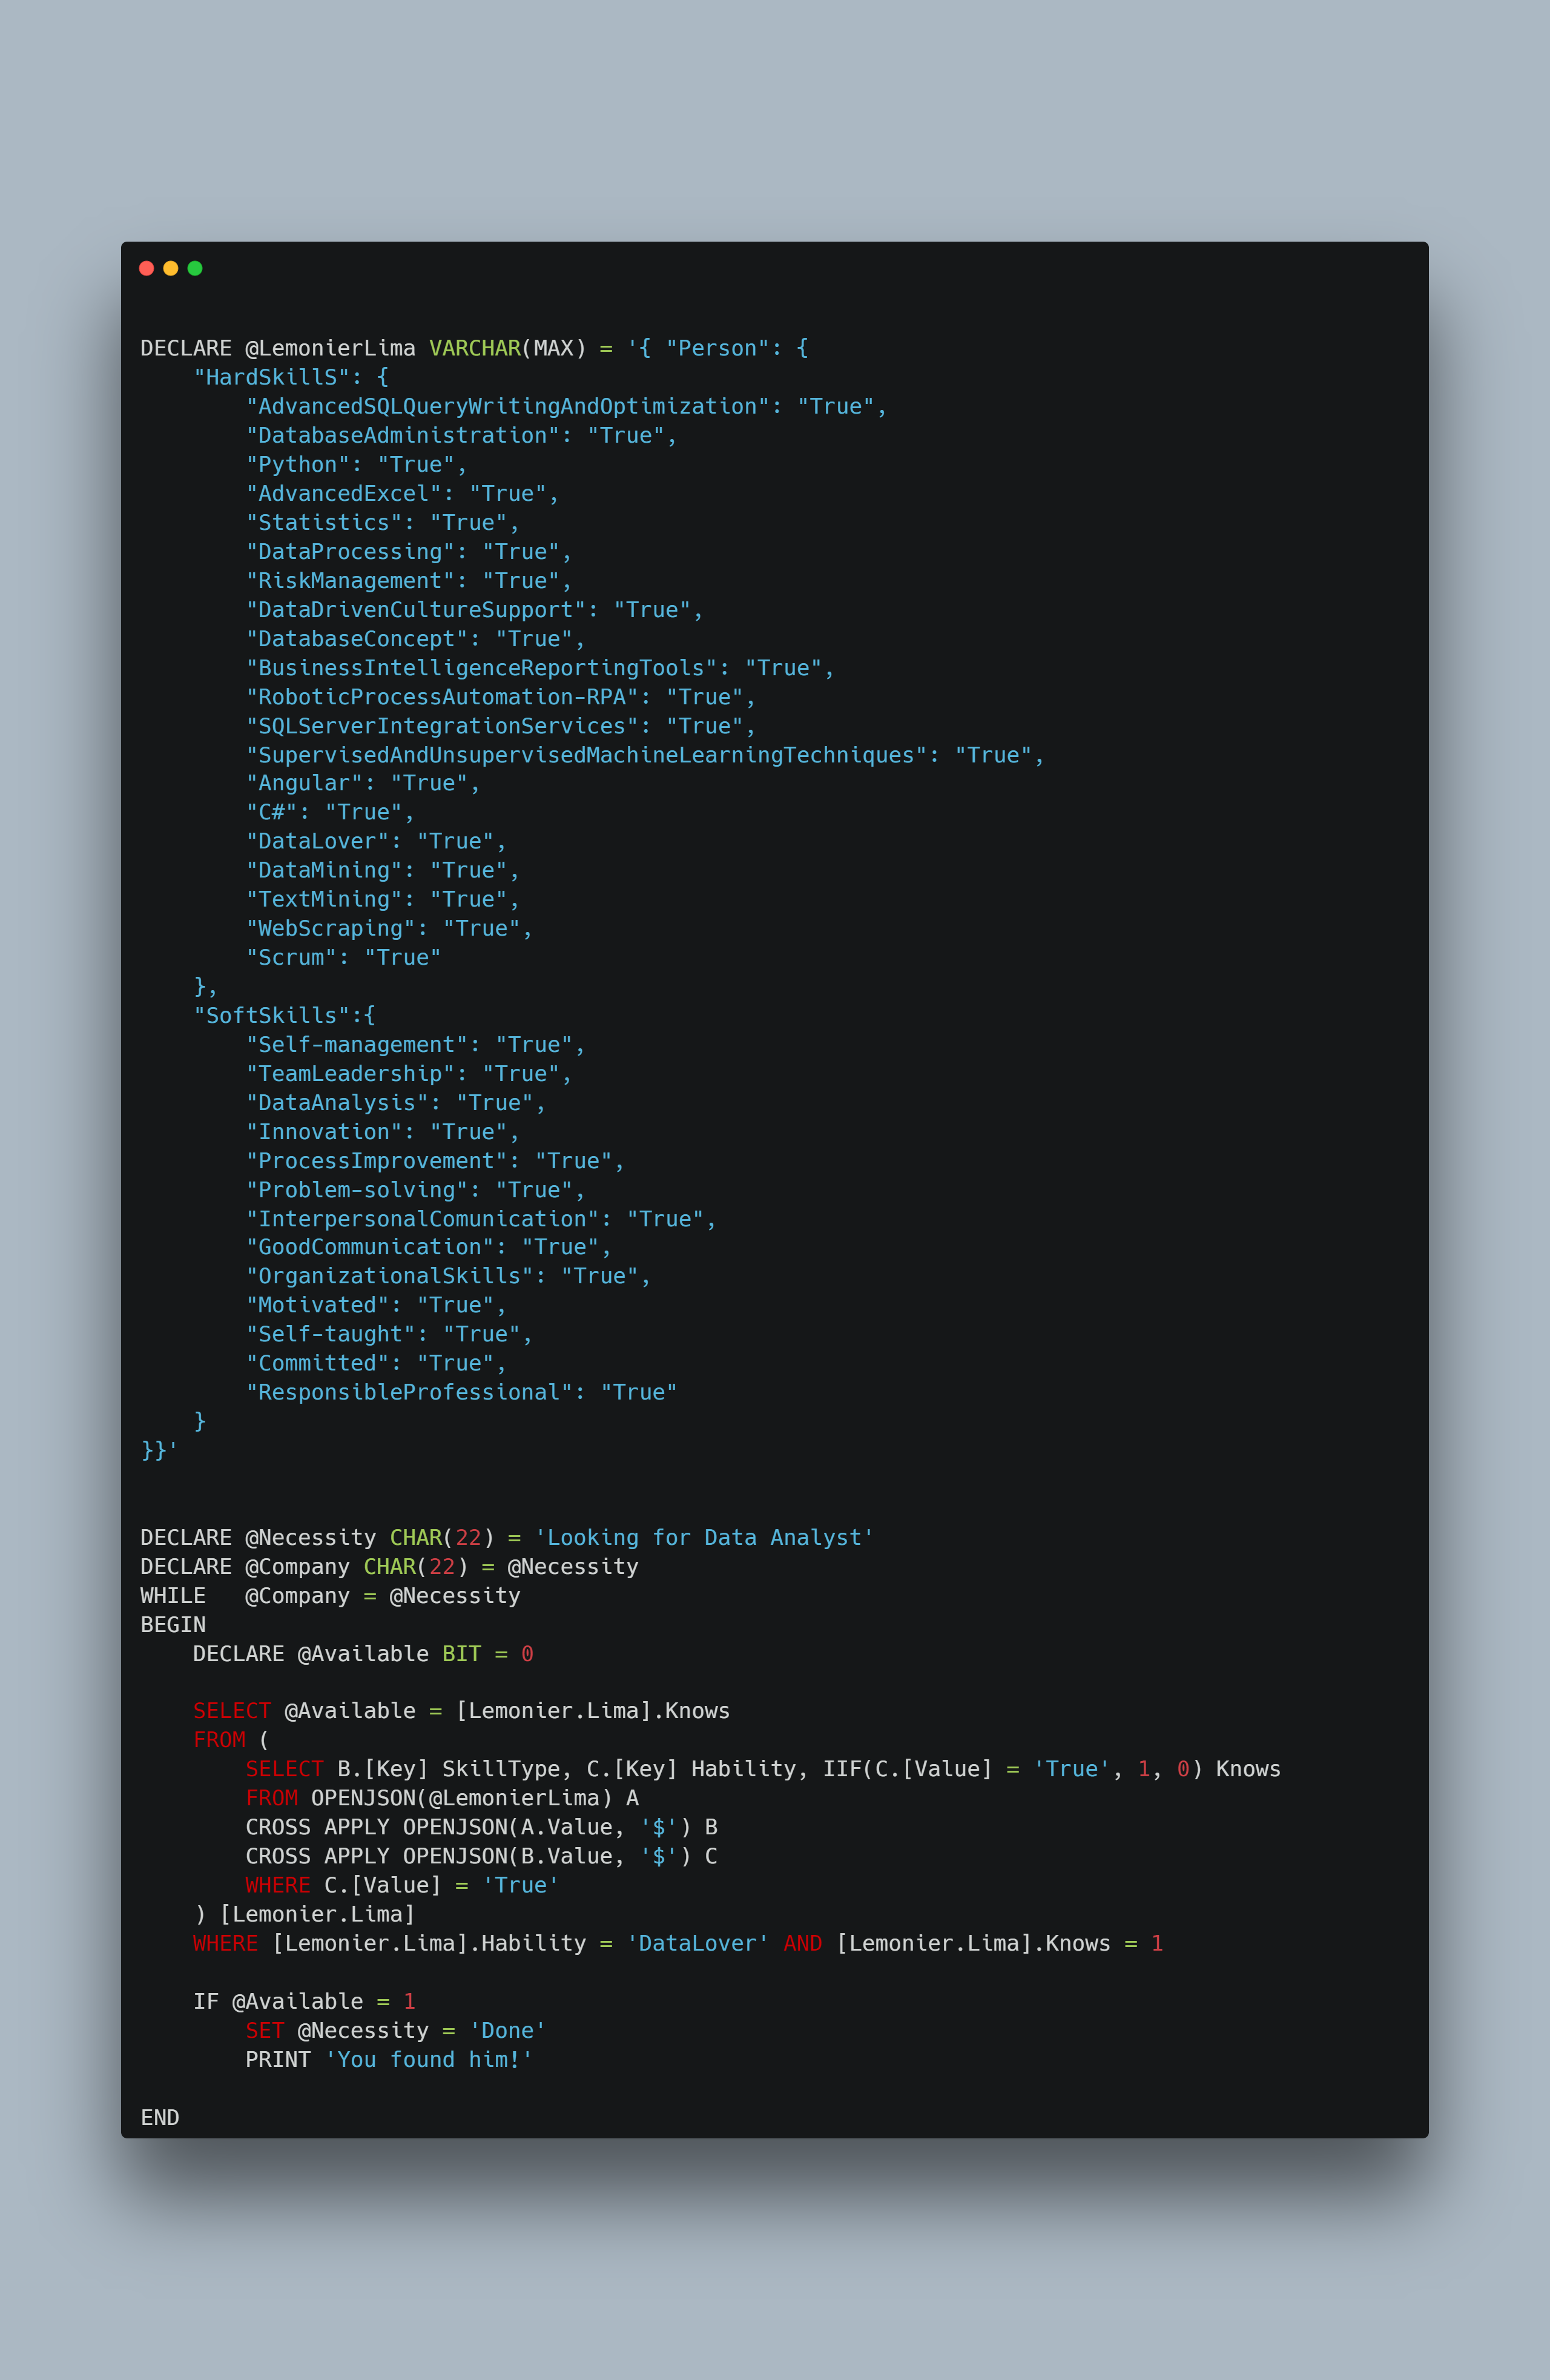 DECLARE @LemonierLima VARCHAR(MAX) = '{ "Person": {
    "HardSkillS": {
        "AdvancedSQLQueryWritingAndOptimization": "True",
        "DatabaseAdministration": "True",
        "Python": "True",
        "AdvancedExcel": "True",
        "Statistics": "True",
        "DataProcessing": "True",
        "RiskManagement": "True",
        "DataDrivenCultureSupport": "True",
        "DatabaseConcept": "True",
        "BusinessIntelligenceReportingTools": "True",
        "RoboticProcessAutomation-RPA": "True",
        "SQLServerIntegrationServices": "True",
        "SupervisedAndUnsupervisedMachineLearningTechniques": "True",
        "Angular": "True",
        "C#": "True",
        "DataLover": "True",
        "DataMining": "True",
        "TextMining": "True",
        "WebScraping": "True",
        "Scrum": "True"
    },
    "SoftSkills":{
        "Self-management": "True",
        "TeamLeadership": "True",
        "DataAnalysis": "True",
        "Innovation": "True",
        "ProcessImprovement": "True",
        "Problem-solving": "True",
        "InterpersonalComunication": "True",
        "GoodCommunication": "True",
        "OrganizationalSkills": "True",
        "Motivated": "True",
        "Self-taught": "True",
        "Committed": "True",
        "ResponsibleProfessional": "True"
    }
}}'
DECLARE @Necessity CHAR(22) = 'Looking for Data Analyst'
DECLARE @Company CHAR(22) = @Necessity
WHILE   @Company = @Necessity
BEGIN
    DECLARE @Available BIT = 0
    SELECT @Available = [Lemonier.Lima].Knows
    FROM (
        SELECT B.[Key] SkillType, C.[Key] Hability, IIF(C.[Value] = 'True', 1, 0) Knows
        FROM OPENJSON(@LemonierLima) A
        CROSS APPLY OPENJSON(A.Value, '$') B
        CROSS APPLY OPENJSON(B.Value, '$') C
        WHERE C.[Value] = 'True'
    ) [Lemonier.Lima]
    WHERE [Lemonier.Lima].Hability = 'DataLover' AND [Lemonier.Lima].Knows = 1
    IF @Available = 1
        SET @Necessity = 'Done'
        PRINT 'You found him!'
END